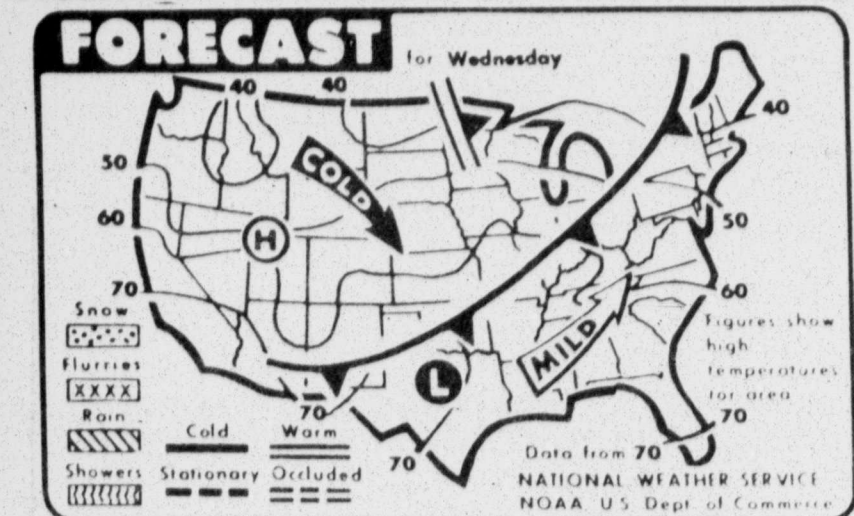 FORECAST
for Wednesday
40
40
40
50
60
70
COLD
H
50
60
MILD
L
70
70
70
70
Snow
Flurries
XXXX
Rain
Showers
Cold
Warm
Stationary
Occluded
Figures show
high
temperatures
for area
Data from
NATIONAL WEATHER SERVICE
NOAA U S Dept. of Commerce